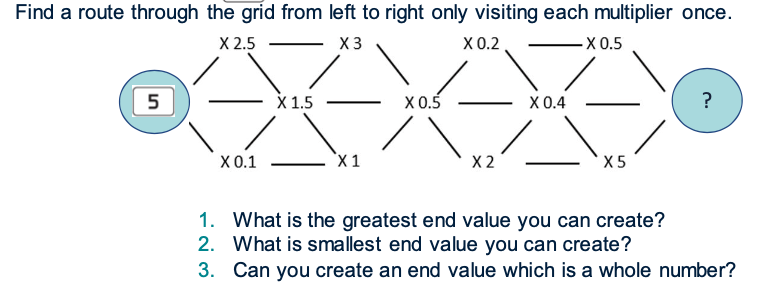 Find a route through the grid from left to right only visiting each multiplier once.
X 2.5 X 3 X 0.2 X 0.5
5 X 1.5 X 0.5 X 0.4 ?
X 0.1 X 1 X 2 X 5
1. What is the greatest end value you can create?
2. What is smallest end value you can create?
3. Can you create an end value which is a whole number?